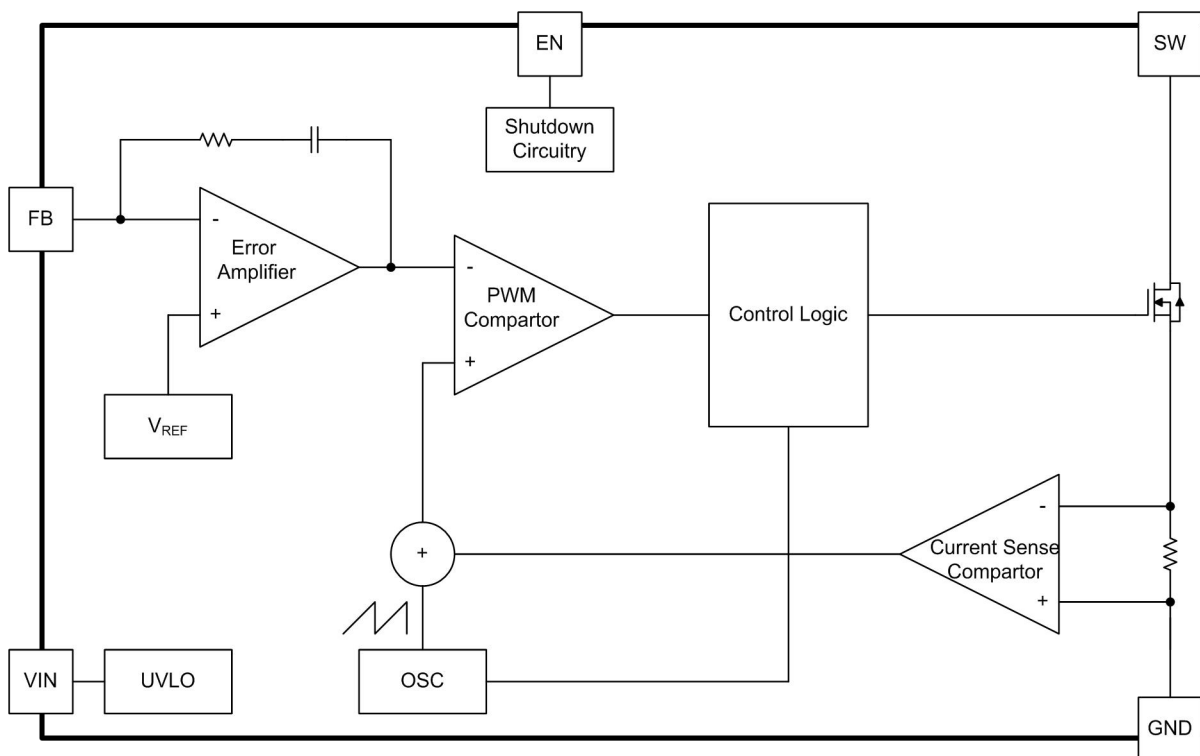 EN
SW
Shutdown
Circuitry
FB
-
Error
Amplifier
+
-
PWM
Compartor
+
Control Logic
VREF
-
Current Sense
Compartor
+
+
VIN
UVLO
OSC
GND